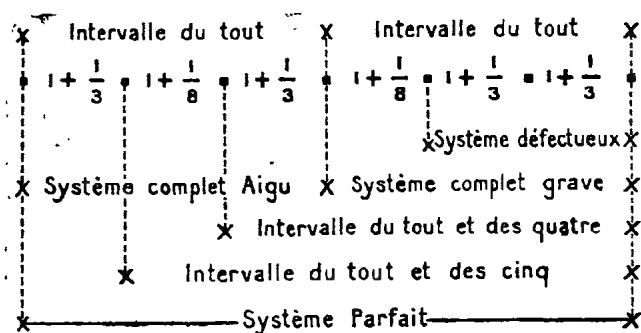 Intervalle du tout Intervalle du tout
1 + 1/3 1 + 1/8 1 + 1/3 1 + 1/8 1 + 1/3 1 + 1/3
Système défectueux
Système complet Aigu Système complet grave
Intervalle du tout et des quatre
Intervalle du tout et des cinq
Système Parfait